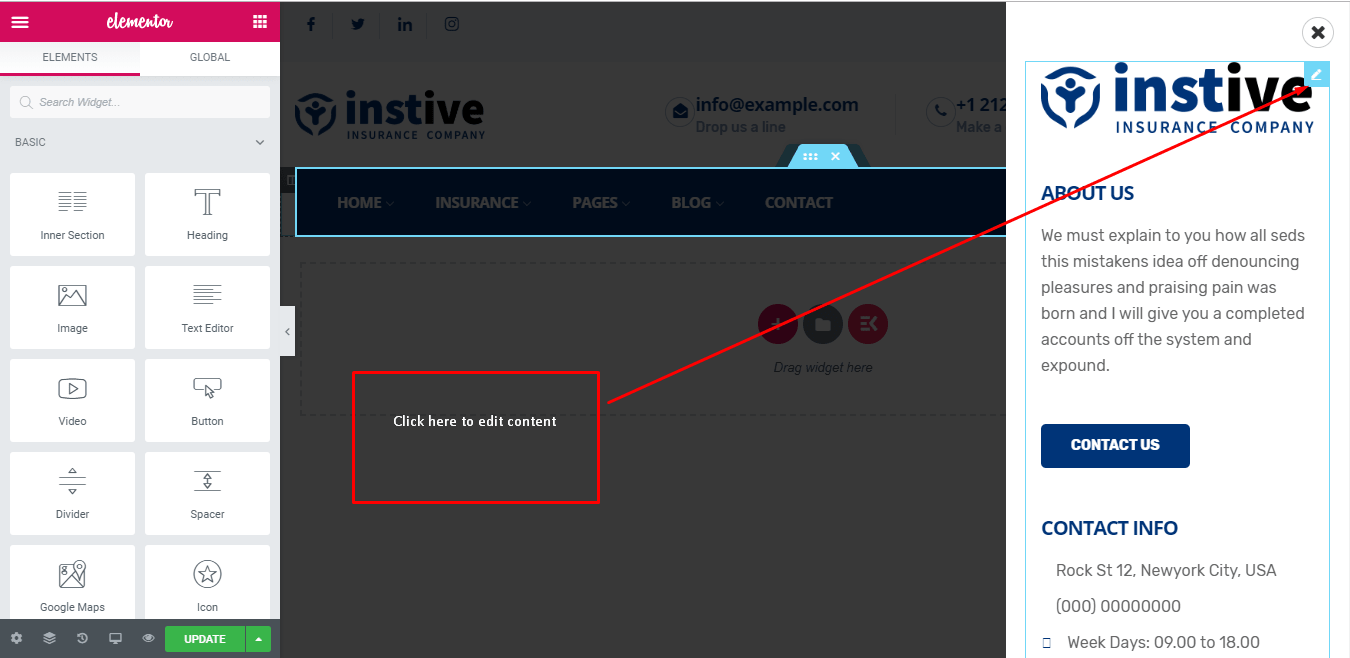 elementor
ELEMENTS GLOBAL
Search Widget...
BASIC
Inner Section Heading
Image Text Editor
Video Button
Divider Spacer
Google Maps Icon
UPDATE
instive
INSURANCE COMPANY
info@example.com
Drop us a line
+1 212
Make a
HOME INSURANCE PAGES BLOG CONTACT
Drag widget here
Click here to edit content
instive
INSURANCE COMPANY
ABOUT US
We must explain to you how all seds
this mistakens idea off denouncing
pleasures and praising pain was
born and I will give you a completed
accounts off the system and
expound.
CONTACT US
CONTACT INFO
Rock St 12, Newyork City, USA
(000) 00000000
Week Days: 09.00 to 18.00